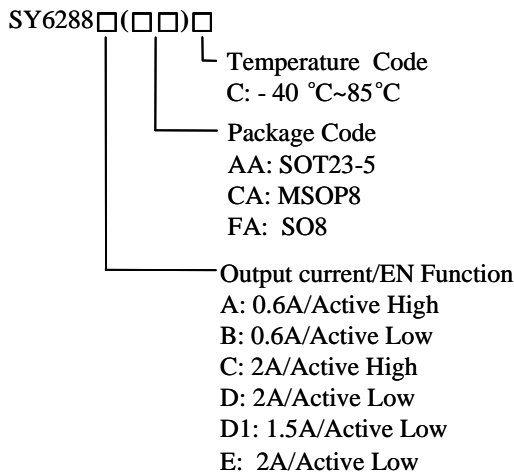 SY6288□(□□)□
Temperature Code
C: - 40 °C~85°C
Package Code
AA: SOT23-5
CA: MSOP8
FA: SO8
Output current/EN Function
A: 0.6A/Active High
B: 0.6A/Active Low
C: 2A/Active High
D: 2A/Active Low
D1: 1.5A/Active Low
E: 2A/Active Low